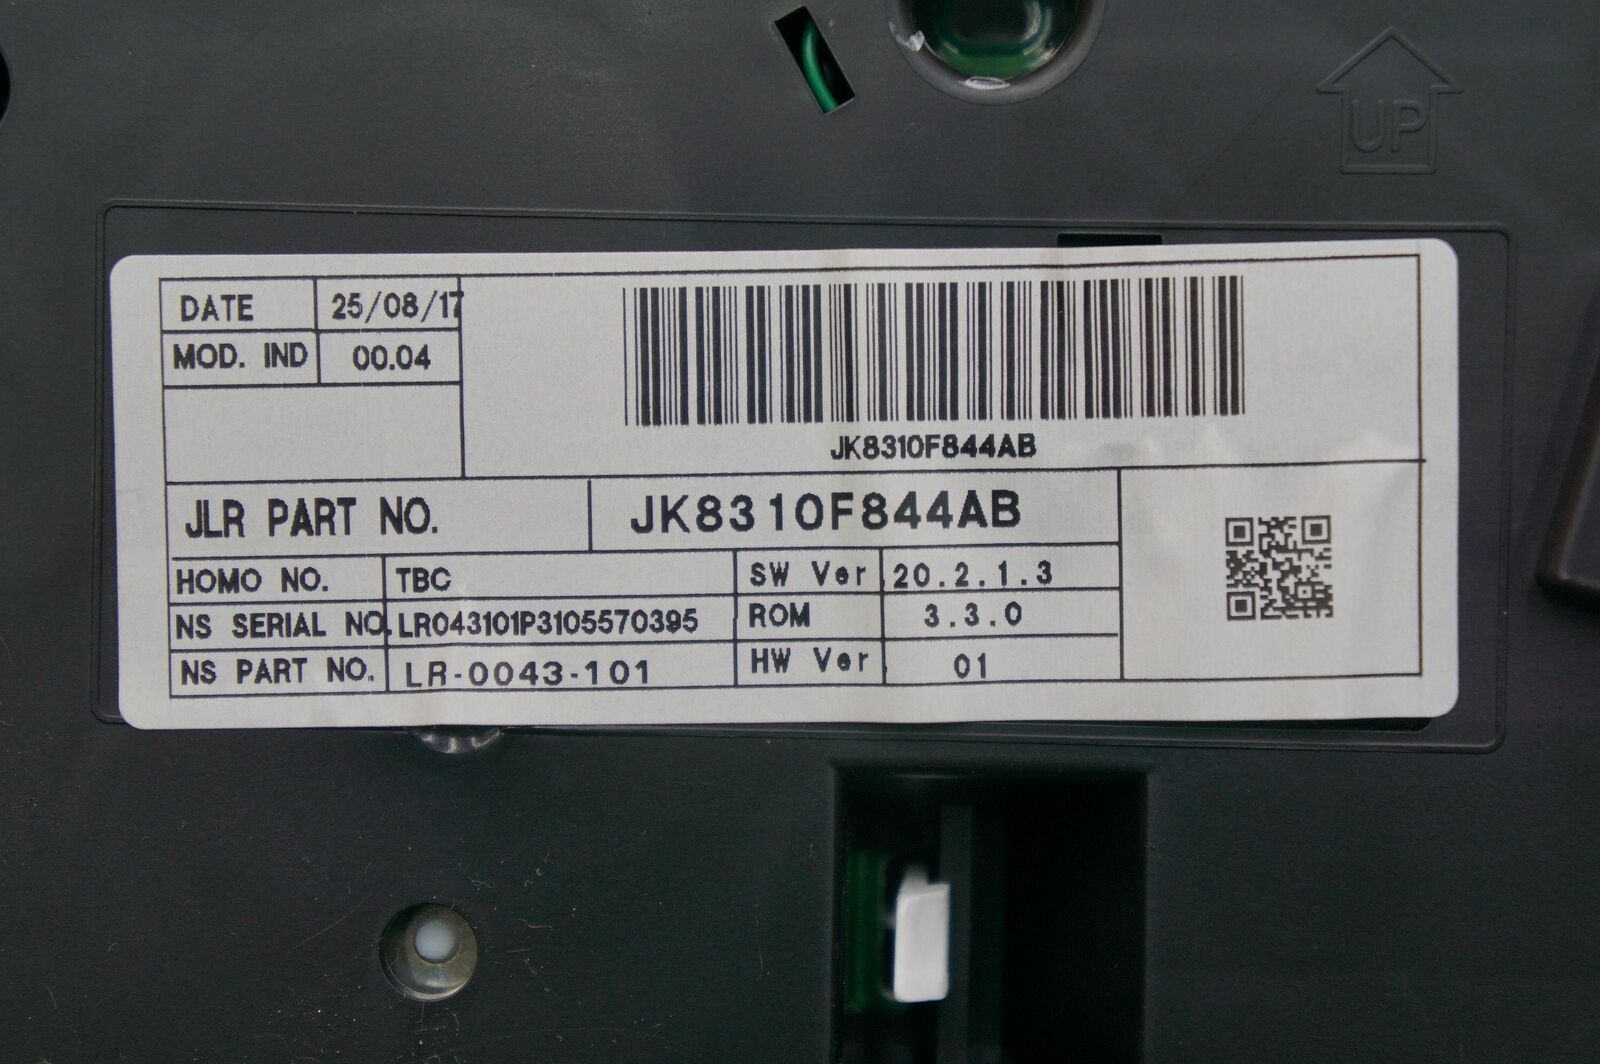 UP
DATE 25/08/17
MOD. IND 00.04
JK8310F844AB
JLR PART NO. JK8310F844AB
HOMO NO. TBC SW Ver 20.2.1.3
NS SERIAL NO. LR043101P3105570395 ROM 3.3.0
NS PART NO. LR-0043-101 HW Ver 01